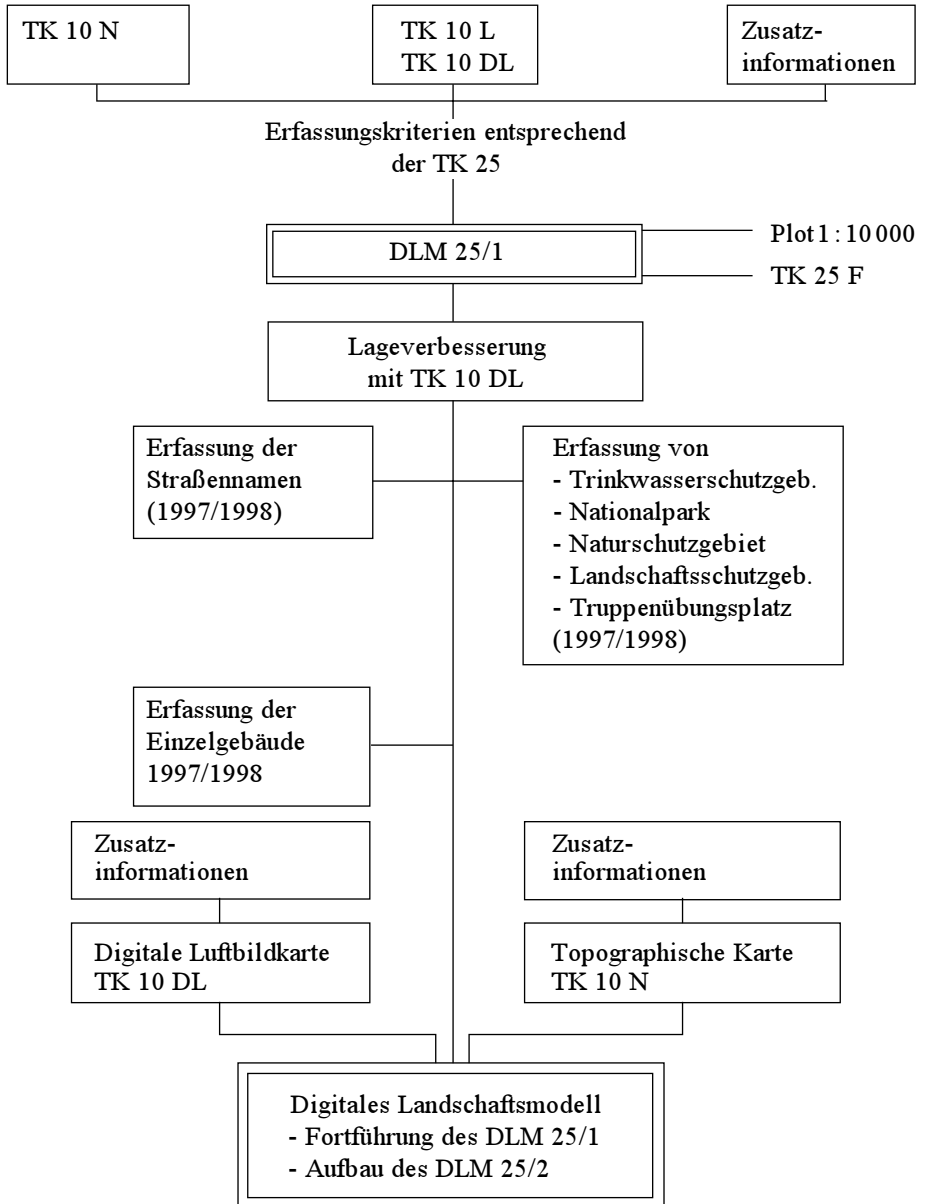 TK 10 N
TK 10 L
TK 10 DL
Zusatz-
informationen
Erfassungskriterien entsprechend
der TK 25
DLM 25/1
Plot 1 : 10 000
TK 25 F
Lageverbesserung
mit TK 10 DL
Erfassung der
Straßennamen
(1997/1998)
Erfassung von
- Trinkwasserschutzgeb.
- Nationalpark
- Naturschutzgebiet
- Landschaftsschutzgeb.
- Truppenübungsplatz
(1997/1998)
Erfassung der
Einzelgebäude
1997/1998
Zusatz-
informationen
Zusatz-
informationen
Digitale Luftbildkarte
TK 10 DL
Topographische Karte
TK 10 N
Digitales Landschaftsmodell
- Fortführung des DLM 25/1
- Aufbau des DLM 25/2